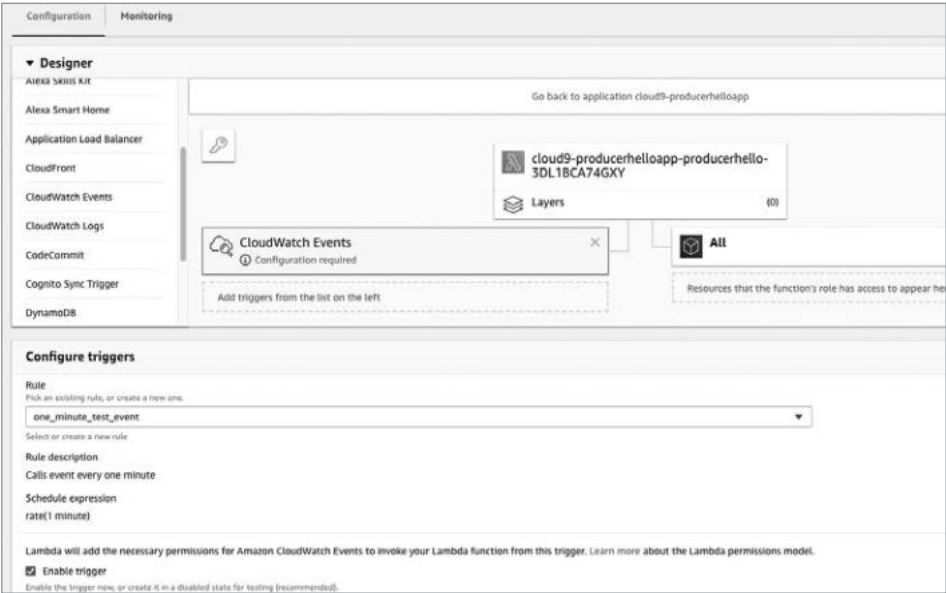 Configuration
Monitoring
Designer
Alexa Skills Kit
Alexa Smart Home
Application Load Balancer
CloudFront
CloudWatch Events
CloudWatch Logs
CodeCommit
Cognito Sync Trigger
DynamoDB
Go back to application cloud9-producerhelloapp
cloud9-producerhelloapp-producerhello-
3DL1BCA74GXY
Layers (0)
CloudWatch Events
Configuration required
Add triggers from the list on the left
All
Resources that the function's role has access to appear he
Configure triggers
Rule
Pick an existing rule, or create a new one.
one_minute_test_event
Select or create a new rule
Rule description
Calls event every one minute
Schedule expression
rate(1 minute)
Lambda will add the necessary permissions for Amazon CloudWatch Events to invoke your Lambda function from this trigger. Learn more about the Lambda permissions model.
Enable trigger
Enable the trigger now, or create it in a disabled state for testing (recommended).